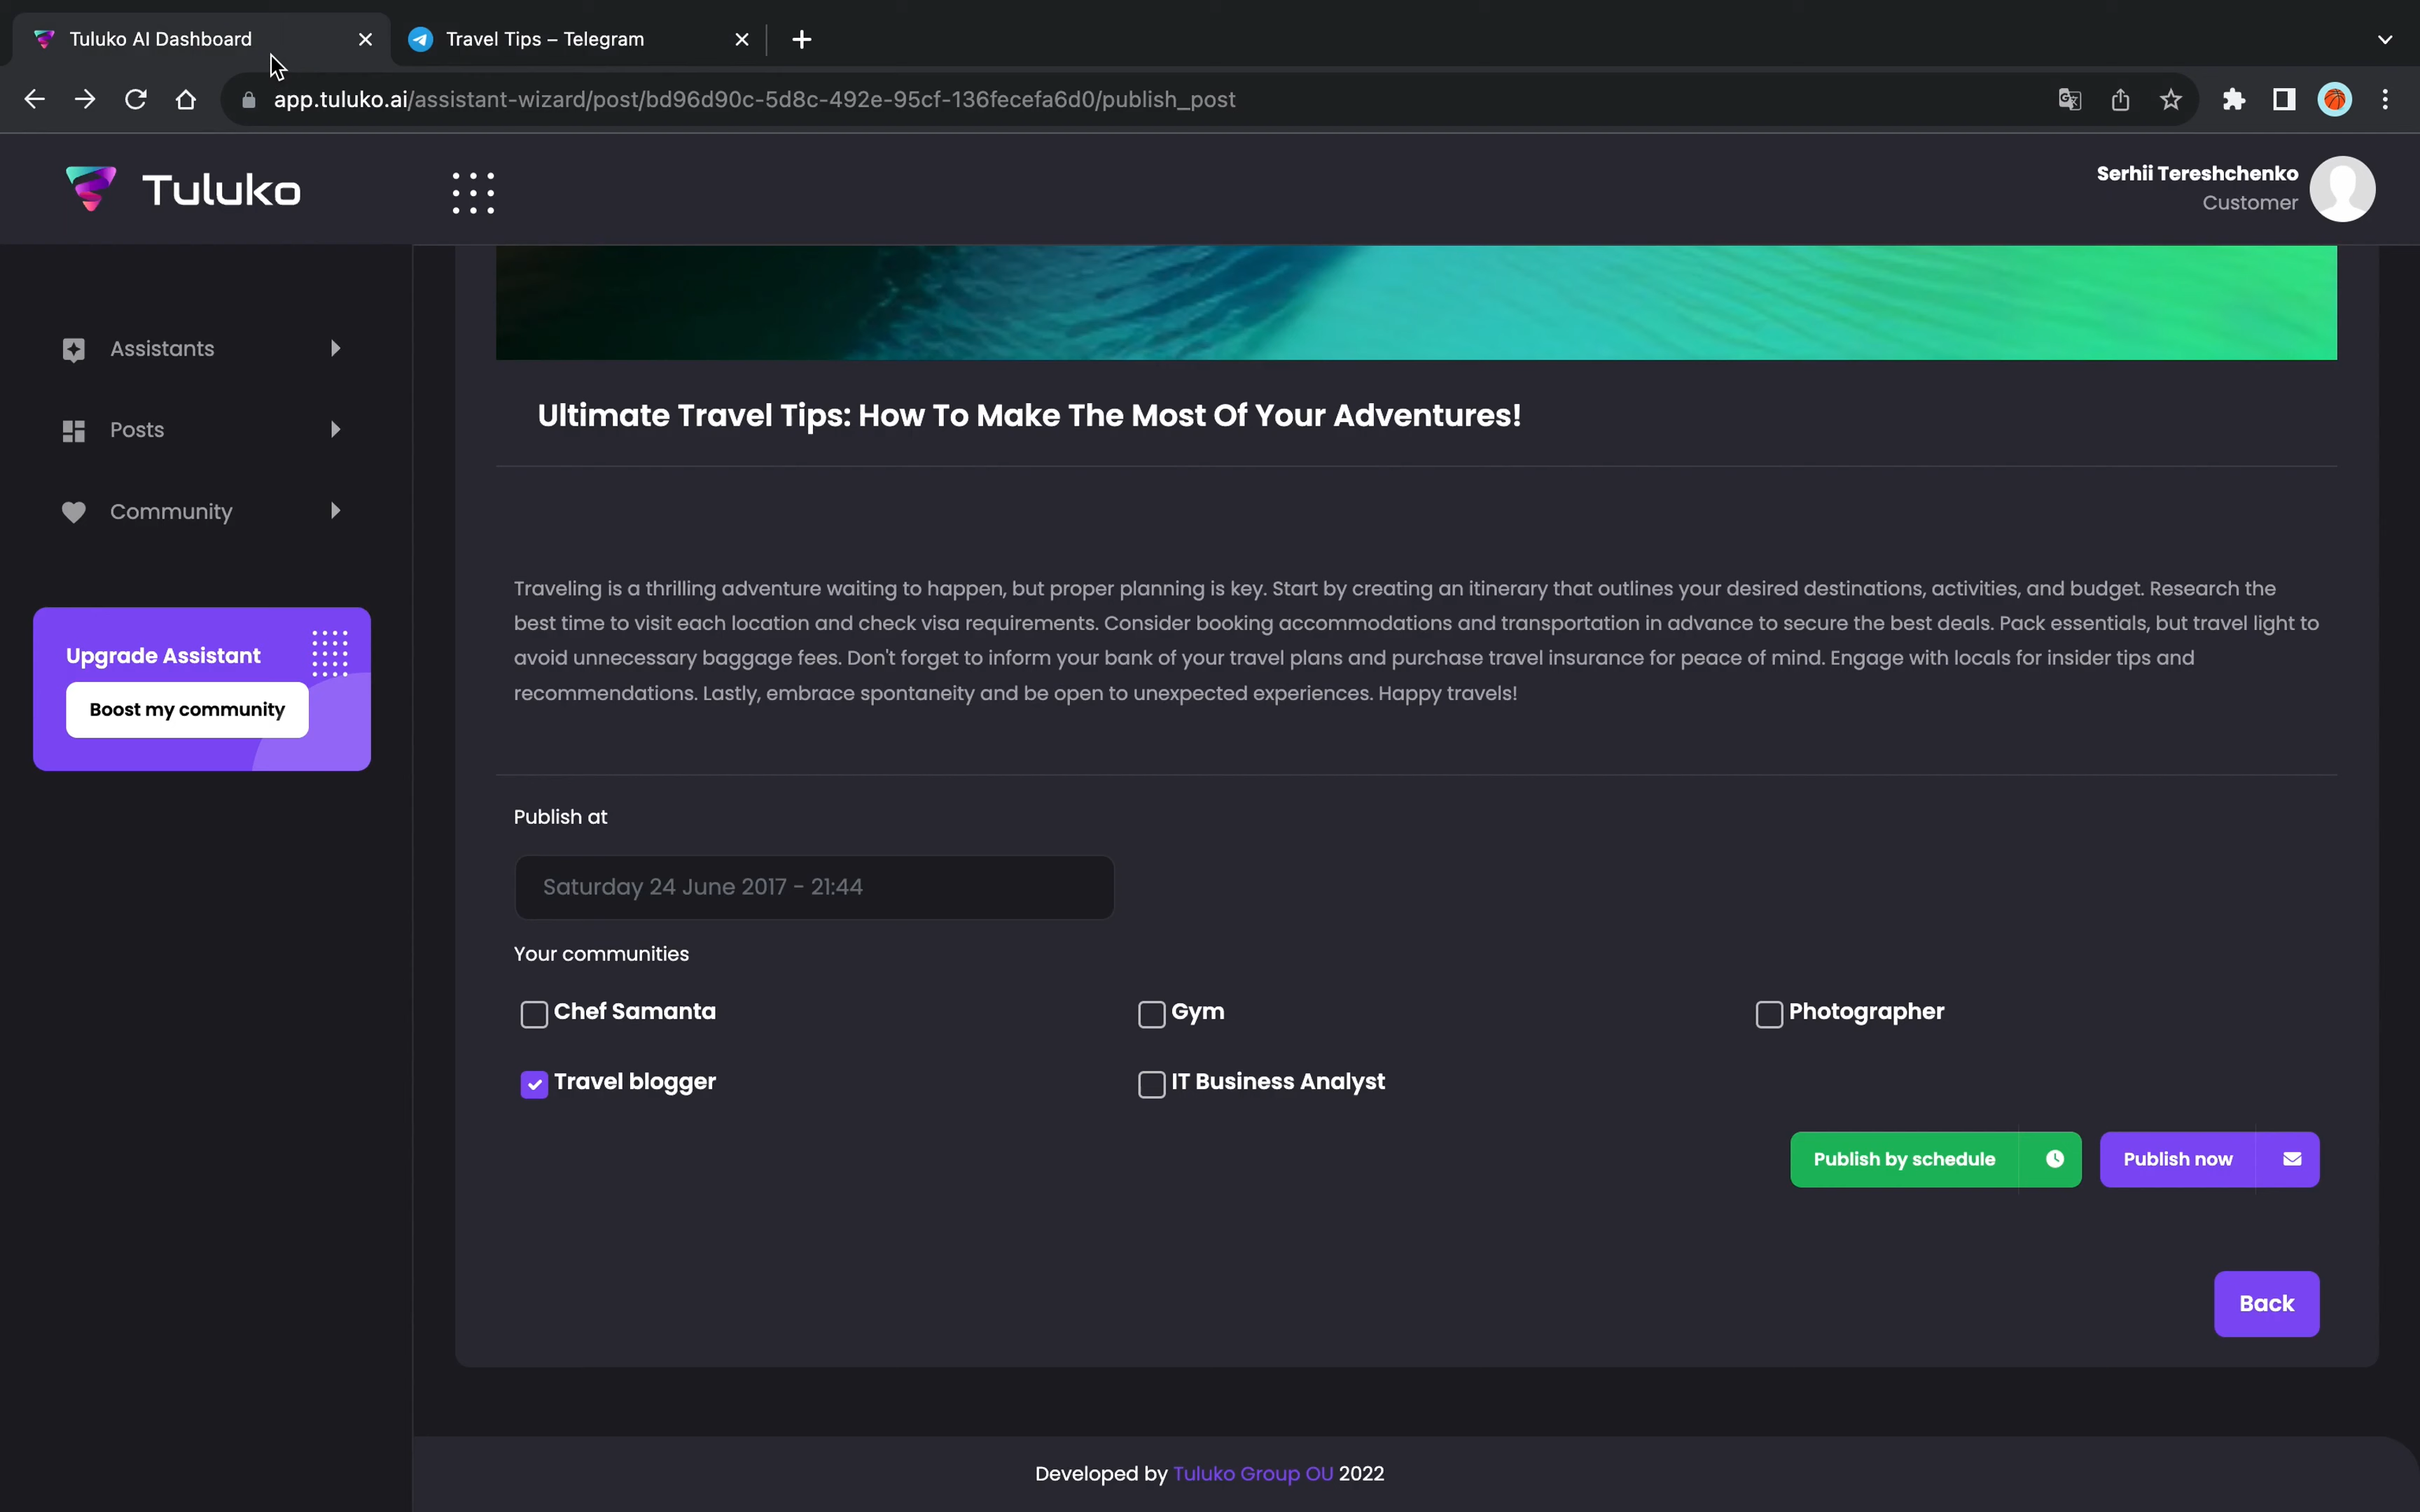 Tuluko AI Dashboard
Travel Tips – Telegram
app.tuluko.ai/assistant-wizard/post/bd96d90c-5d8c-492e-95cf-136fecefa6d0/publish_post
Tuluko
Serhii Tereshchenko
Customer
Assistants
Posts
Community
Upgrade Assistant
Boost my community
Ultimate Travel Tips: How To Make The Most Of Your Adventures!
Traveling is a thrilling adventure waiting to happen, but proper planning is key. Start by creating an itinerary that outlines your desired destinations, activities, and budget. Research the
best time to visit each location and check visa requirements. Consider booking accommodations and transportation in advance to secure the best deals. Pack essentials, but travel light to
avoid unnecessary baggage fees. Don't forget to inform your bank of your travel plans and purchase travel insurance for peace of mind. Engage with locals for insider tips and
recommendations. Lastly, embrace spontaneity and be open to unexpected experiences. Happy travels!
Publish at
Saturday 24 June 2017 - 21:44
Your communities
Chef Samanta
Gym
Photographer
Travel blogger
IT Business Analyst
Publish by schedule
Publish now
Back
Developed by Tuluko Group OU 2022